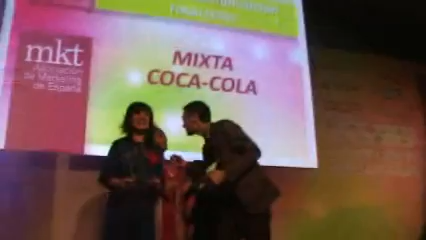 mkt
Asociación
de Marketing
de España
MIXTA
COCA-COLA